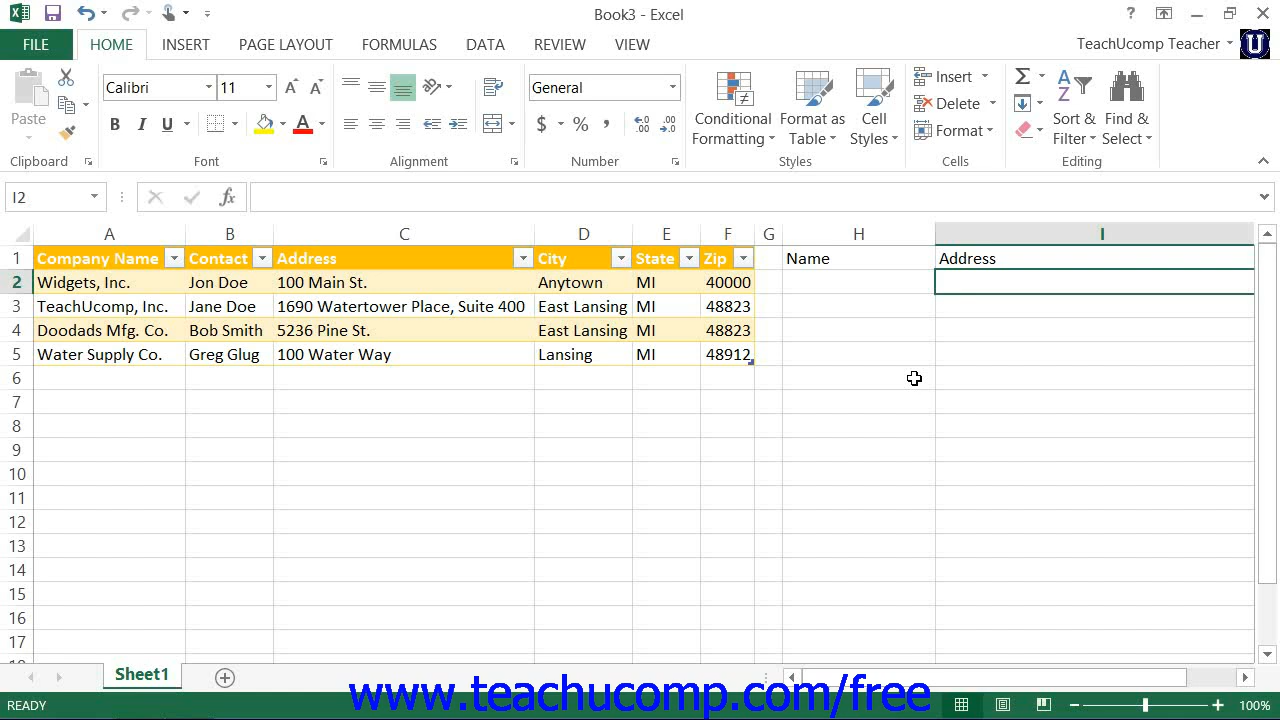 Book3 - Excel
?
FILE HOME INSERT PAGE LAYOUT FORMULAS DATA REVIEW VIEW TeachUcomp Teacher U
Paste
Calibri 11 A A
B I U A
General
$ % , .0 .00 .00 .0
Conditional Formatting
Format as Table
Cell Styles
Insert
Delete
Format
Σ
A Z
Sort & Filter
Find & Select
Clipboard Font Alignment Number Styles Cells Editing
I2 fx
A B C D E F G H I
1 Company Name Contact Address City State Zip Name Address
2 Widgets, Inc. Jon Doe 100 Main St. Anytown MI 40000
3 TeachUcomp, Inc. Jane Doe 1690 Watertower Place, Suite 400 East Lansing MI 48823
4 Doodads Mfg. Co. Bob Smith 5236 Pine St. East Lansing MI 48823
5 Water Supply Co. Greg Glug 100 Water Way Lansing MI 48912
6
7
8
9
10
11
12
13
14
15
16
17
Sheet1
www.teachucomp.com/free
READY 100%